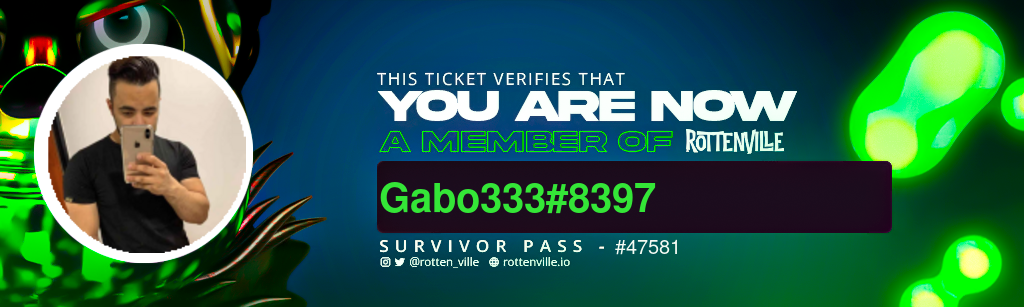 THIS TICKET VERIFIES THAT
YOU ARE NOW
A MEMBER OF ROTTENVILLE
Gabo333#8397
SURVIVOR PASS - #47581
@rotten_ville rottenville.io